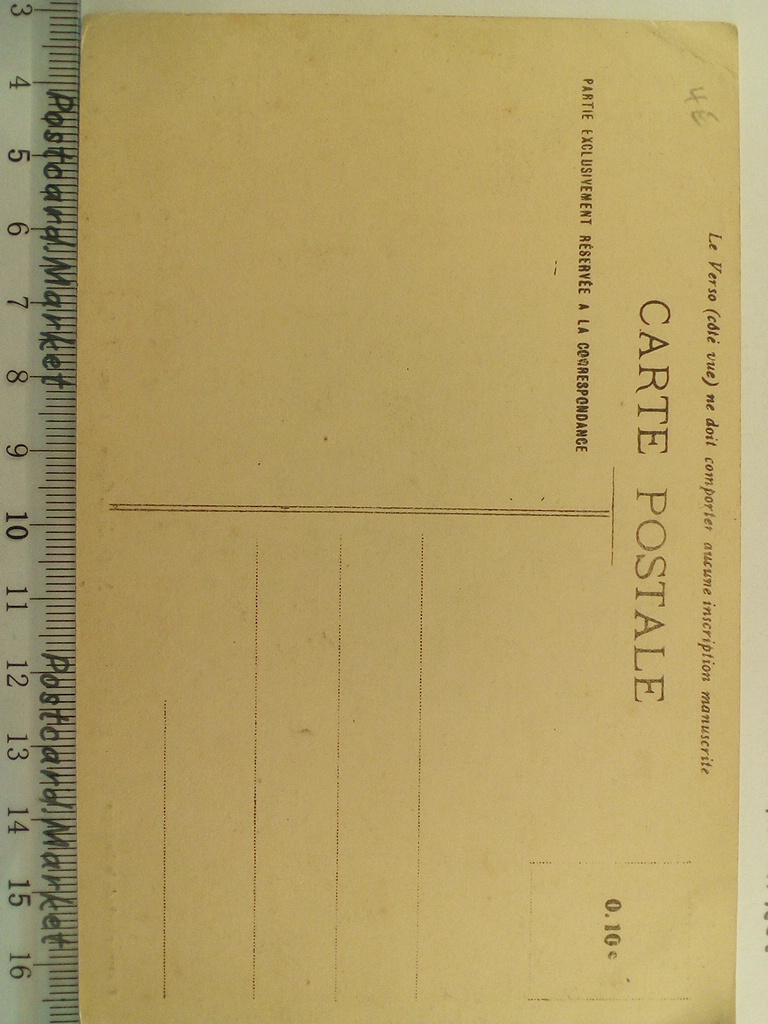 Le Verso (côté vue) ne doit comporter aucune inscription manuscrite
CARTE POSTALE
PARTIE EXCLUSIVEMENT RÉSERVÉE A LA CORRESPONDANCE
0.10c
4€
3 4 5 6 7 8 9 10 11 12 13 14 15 16
Postcard.Market Postcard.Market